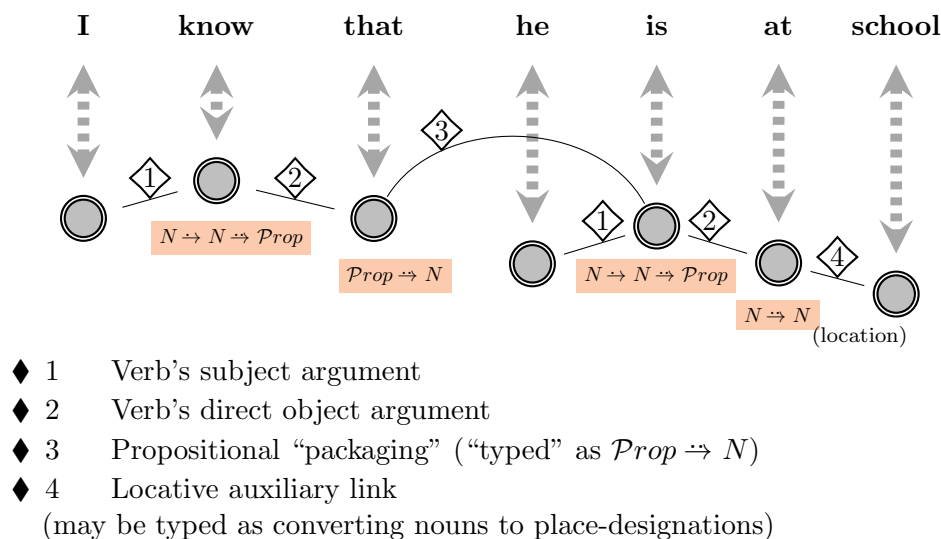 I know that he is at school
1 2 3 1 2 4
N ⇢ N ⇢ 𝒫rop
𝒫rop ⇢ N
N ⇢ N ⇢ 𝒫rop
N ⇢ N
(location)
♦ 1 Verb's subject argument
♦ 2 Verb's direct object argument
♦ 3 Propositional “packaging” (“typed” as 𝒫rop ⇢ N)
♦ 4 Locative auxiliary link
(may be typed as converting nouns to place-designations)